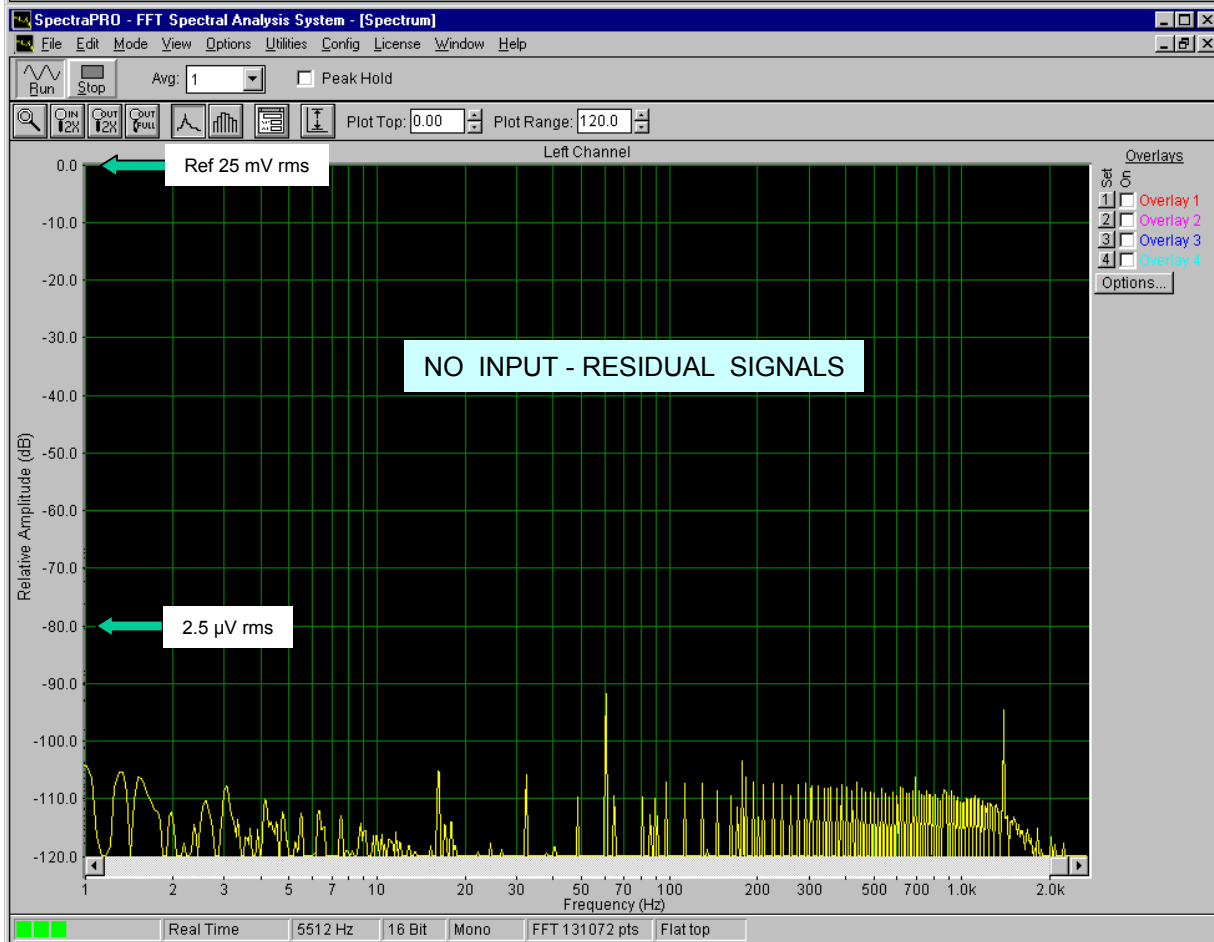 SpectraPRO - FFT Spectral Analysis System - [Spectrum]
File Edit Mode View Options Utilities Config License Window Help
Run Stop Avg: 1 Peak Hold
IN 2X OUT 2X OUT FULL Plot Top: 0.00 Plot Range: 120.0
Left Channel
Overlays
Set On
1 Overlay 1
2 Overlay 2
3 Overlay 3
4 Overlay 4
Options...
Relative Amplitude (dB)
0.0 Ref 25 mV rms
-10.0
-20.0
-30.0
NO INPUT - RESIDUAL SIGNALS
-40.0
-50.0
-60.0
-70.0
-80.0 2.5 µV rms
-90.0
-100.0
-110.0
-120.0
1 2 3 5 7 10 20 30 50 70 100 200 300 500 700 1.0k 2.0k
Frequency (Hz)
Real Time 5512 Hz 16 Bit Mono FFT 131072 pts Flat top